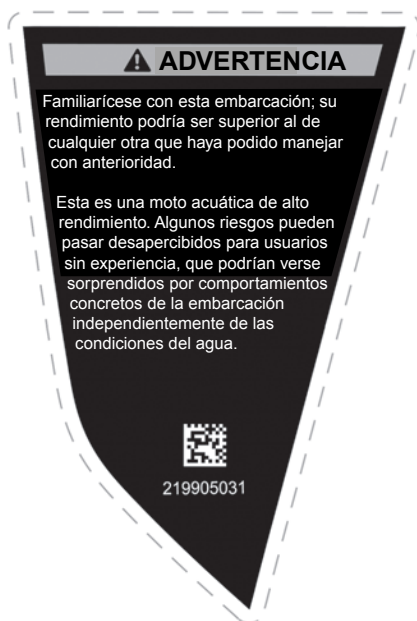 ADVERTENCIA
Familiarícese con esta embarcación; su
rendimiento podría ser superior al de
cualquier otra que haya podido manejar
con anterioridad.
Esta es una moto acuática de alto
rendimiento. Algunos riesgos pueden
pasar desapercibidos para usuarios
sin experiencia, que podrían verse
sorprendidos por comportamientos
concretos de la embarcación
independientemente de las
condiciones del agua.
219905031